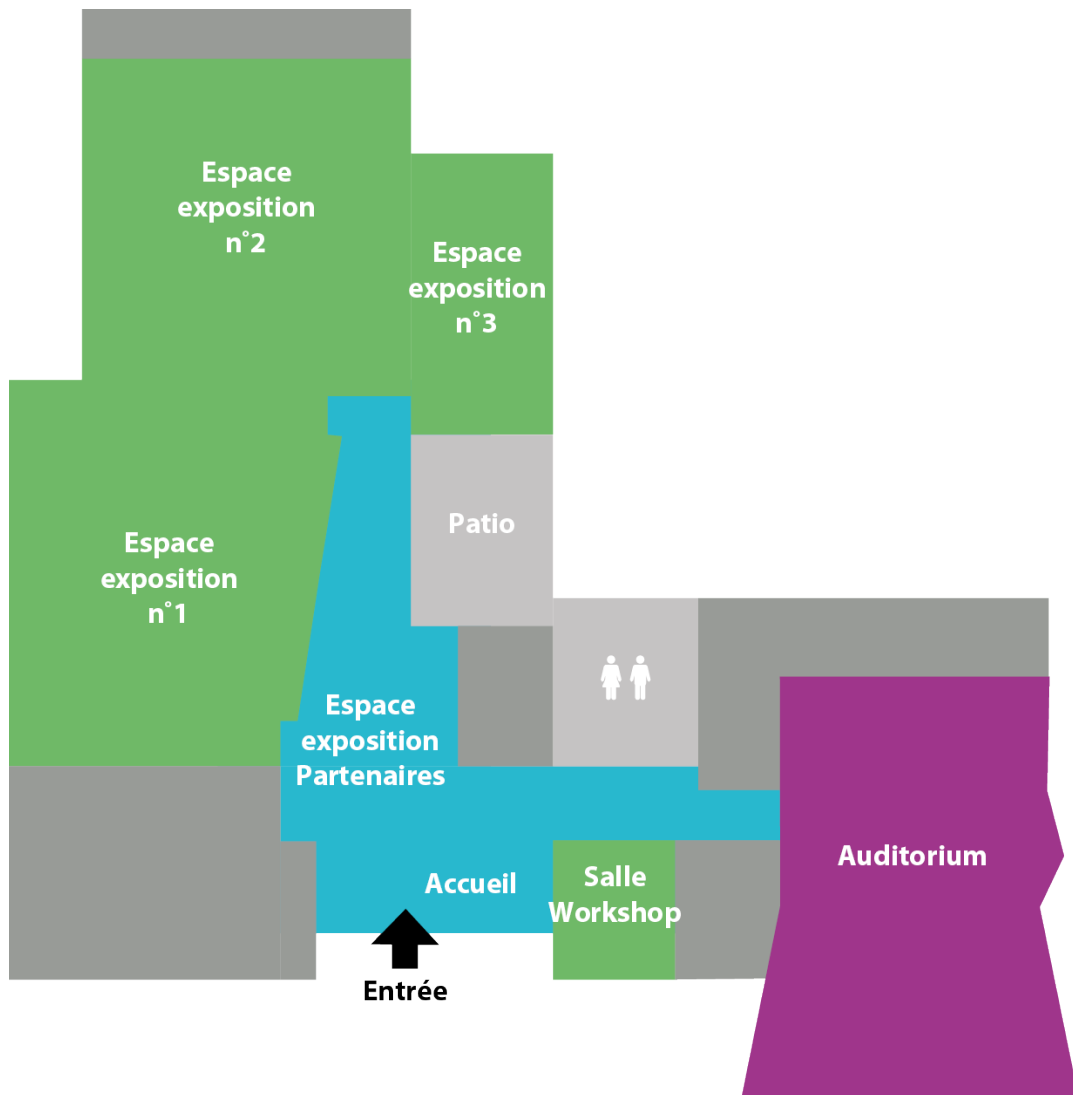 Espace
exposition
n°2
Espace
exposition
n°3
Patio
Espace
exposition
n°1
Espace
exposition
Partenaires
Accueil
Salle
Workshop
Auditorium
Entrée